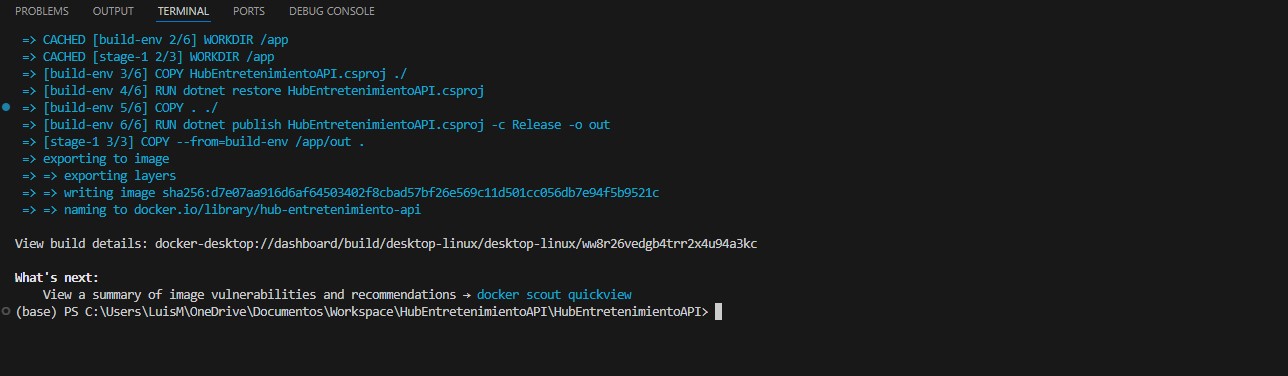 PROBLEMS OUTPUT TERMINAL PORTS DEBUG CONSOLE
=> CACHED [build-env 2/6] WORKDIR /app
=> CACHED [stage-1 2/3] WORKDIR /app
=> [build-env 3/6] COPY HubEntretenimientoAPI.csproj ./
=> [build-env 4/6] RUN dotnet restore HubEntretenimientoAPI.csproj
=> [build-env 5/6] COPY . ./
=> [build-env 6/6] RUN dotnet publish HubEntretenimientoAPI.csproj -c Release -o out
=> [stage-1 3/3] COPY --from=build-env /app/out .
=> exporting to image
=> => exporting layers
=> => writing image sha256:d7e07aa916d6af64503402f8cbad57bf26e569c11d501cc056db7e94f5b9521c
=> => naming to docker.io/library/hub-entretenimiento-api
View build details: docker-desktop://dashboard/build/desktop-linux/desktop-linux/ww8r26vedgb4trr2x4u94a3kc
What's next:
View a summary of image vulnerabilities and recommendations → docker scout quickview
(base) PS C:\Users\LuisM\OneDrive\Documentos\Workspace\HubEntretenimientoAPI\HubEntretenimientoAPI>